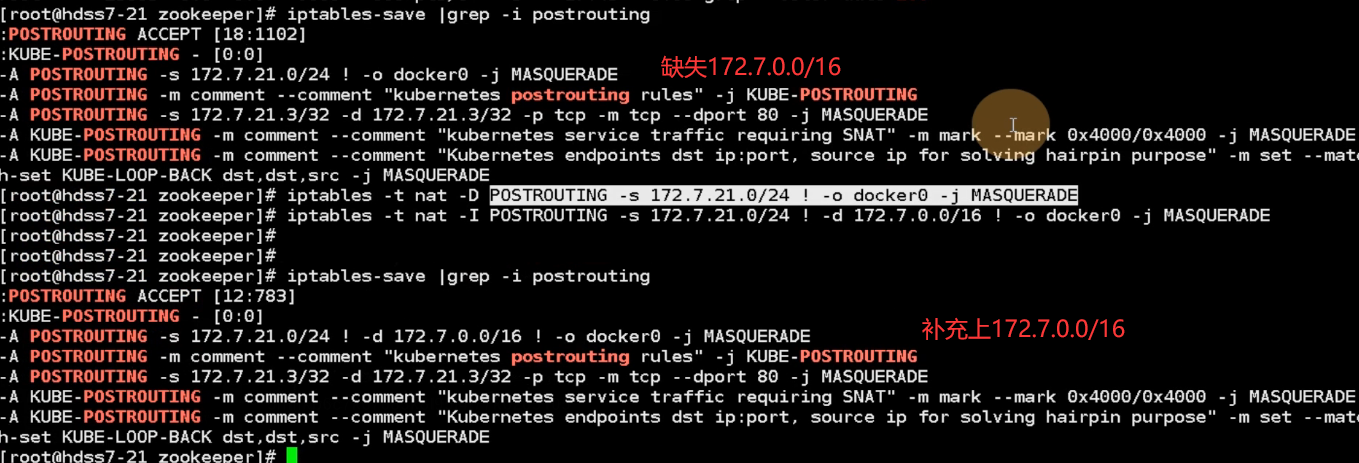 [root@hdss7-21 zookeeper]# iptables-save |grep -i postrouting
:POSTROUTING ACCEPT [18:1102]
:KUBE-POSTROUTING - [0:0]
-A POSTROUTING -s 172.7.21.0/24 ! -o docker0 -j MASQUERADE 缺失172.7.0.0/16
-A POSTROUTING -m comment --comment "kubernetes postrouting rules" -j KUBE-POSTROUTING
-A POSTROUTING -s 172.7.21.3/32 -d 172.7.21.3/32 -p tcp -m tcp --dport 80 -j MASQUERADE
-A KUBE-POSTROUTING -m comment --comment "kubernetes service traffic requiring SNAT" -m mark --mark 0x4000/0x4000 -j MASQUERADE
-A KUBE-POSTROUTING -m comment --comment "Kubernetes endpoints dst ip:port, source ip for solving hairpin purpose" -m set --matc
h-set KUBE-LOOP-BACK dst,dst,src -j MASQUERADE
[root@hdss7-21 zookeeper]# iptables -t nat -D POSTROUTING -s 172.7.21.0/24 ! -o docker0 -j MASQUERADE
[root@hdss7-21 zookeeper]# iptables -t nat -I POSTROUTING -s 172.7.21.0/24 ! -d 172.7.0.0/16 ! -o docker0 -j MASQUERADE
[root@hdss7-21 zookeeper]#
[root@hdss7-21 zookeeper]#
[root@hdss7-21 zookeeper]# iptables-save |grep -i postrouting
:POSTROUTING ACCEPT [12:783]
:KUBE-POSTROUTING - [0:0]
-A POSTROUTING -s 172.7.21.0/24 ! -d 172.7.0.0/16 ! -o docker0 -j MASQUERADE 补充上172.7.0.0/16
-A POSTROUTING -m comment --comment "kubernetes postrouting rules" -j KUBE-POSTROUTING
-A POSTROUTING -s 172.7.21.3/32 -d 172.7.21.3/32 -p tcp -m tcp --dport 80 -j MASQUERADE
-A KUBE-POSTROUTING -m comment --comment "kubernetes service traffic requiring SNAT" -m mark --mark 0x4000/0x4000 -j MASQUERADE
-A KUBE-POSTROUTING -m comment --comment "Kubernetes endpoints dst ip:port, source ip for solving hairpin purpose" -m set --matc
h-set KUBE-LOOP-BACK dst,dst,src -j MASQUERADE
[root@hdss7-21 zookeeper]#